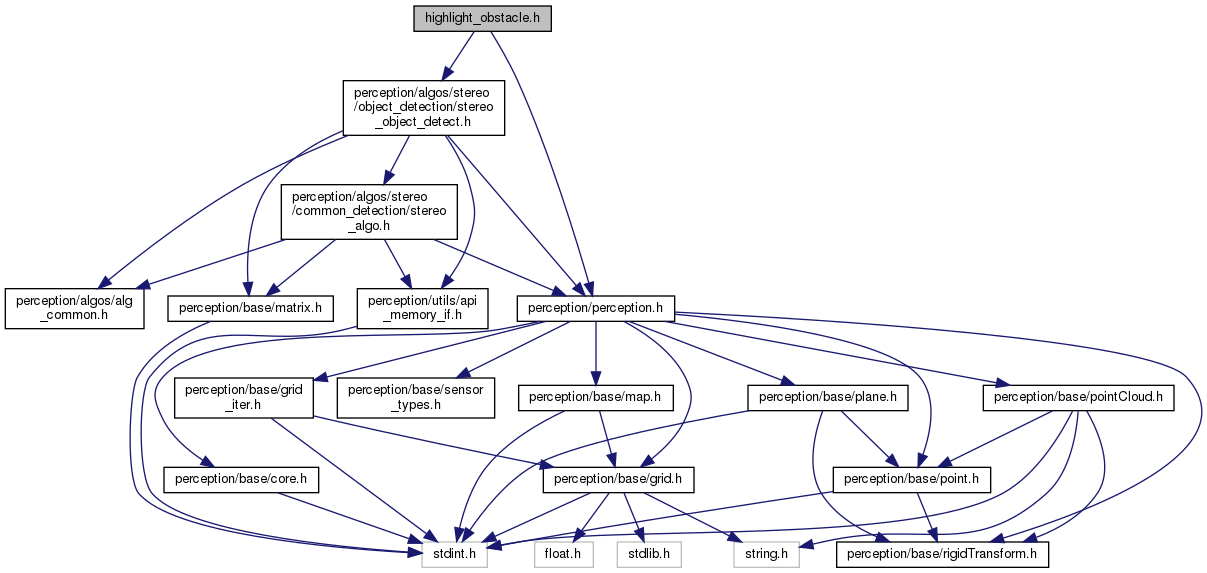 highlight_obstacle.h
perception/algos/stereo
/object_detection/stereo
_object_detect.h
perception/algos/stereo
/common_detection/stereo
_algo.h
perception/algos/alg
_common.h
perception/base/matrix.h
perception/utils/api
_memory_if.h
perception/perception.h
perception/base/grid
_iter.h
perception/base/sensor
_types.h
perception/base/map.h
perception/base/plane.h
perception/base/pointCloud.h
perception/base/core.h
perception/base/grid.h
perception/base/point.h
stdint.h
float.h
stdlib.h
string.h
perception/base/rigidTransform.h